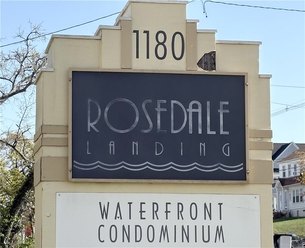 1180
ROSEDALE
LANDING
WATERFRONT
CONDOMINIUM